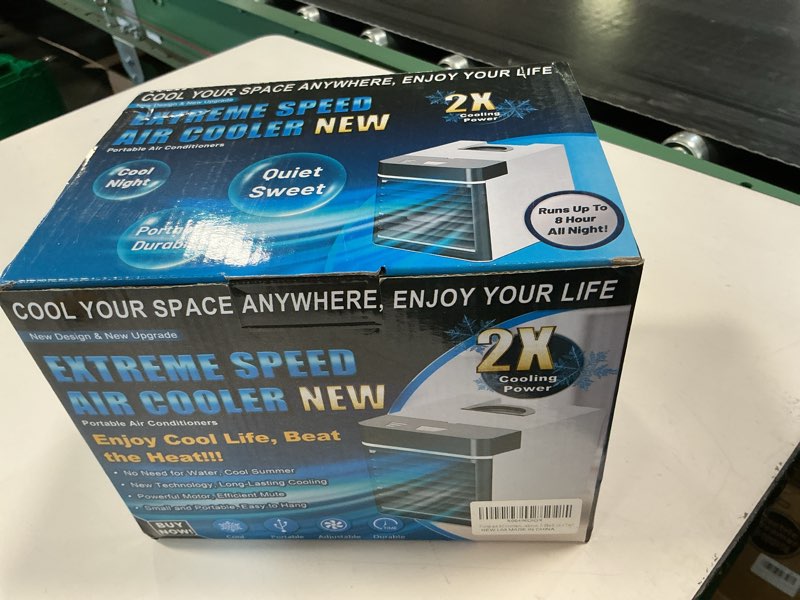 COOL YOUR SPACE ANYWHERE, ENJOY YOUR LIFE
New Design & New Upgrade
EXTREME SPEED
AIR COOLER NEW
Portable Air Conditioners
2X
Cooling
Power
Cool
Night
Quiet
Sweet
Runs Up To
8 Hour
All Night!
COOL YOUR SPACE ANYWHERE, ENJOY YOUR LIFE
New Design & New Upgrade
EXTREME SPEED
AIR COOLER NEW
Portable Air Conditioners
2X
Cooling
Power
Enjoy Cool Life, Beat
the Heat!!!
• No Need for Water, Cool Summer
• New Technology, Long-Lasting Cooling
• Powerful Motor, Efficient Mute
• Small and Portable, Easy to Hang
BUY
NOW!
Cool Portable Adjustable Durable
MADE IN CHINA